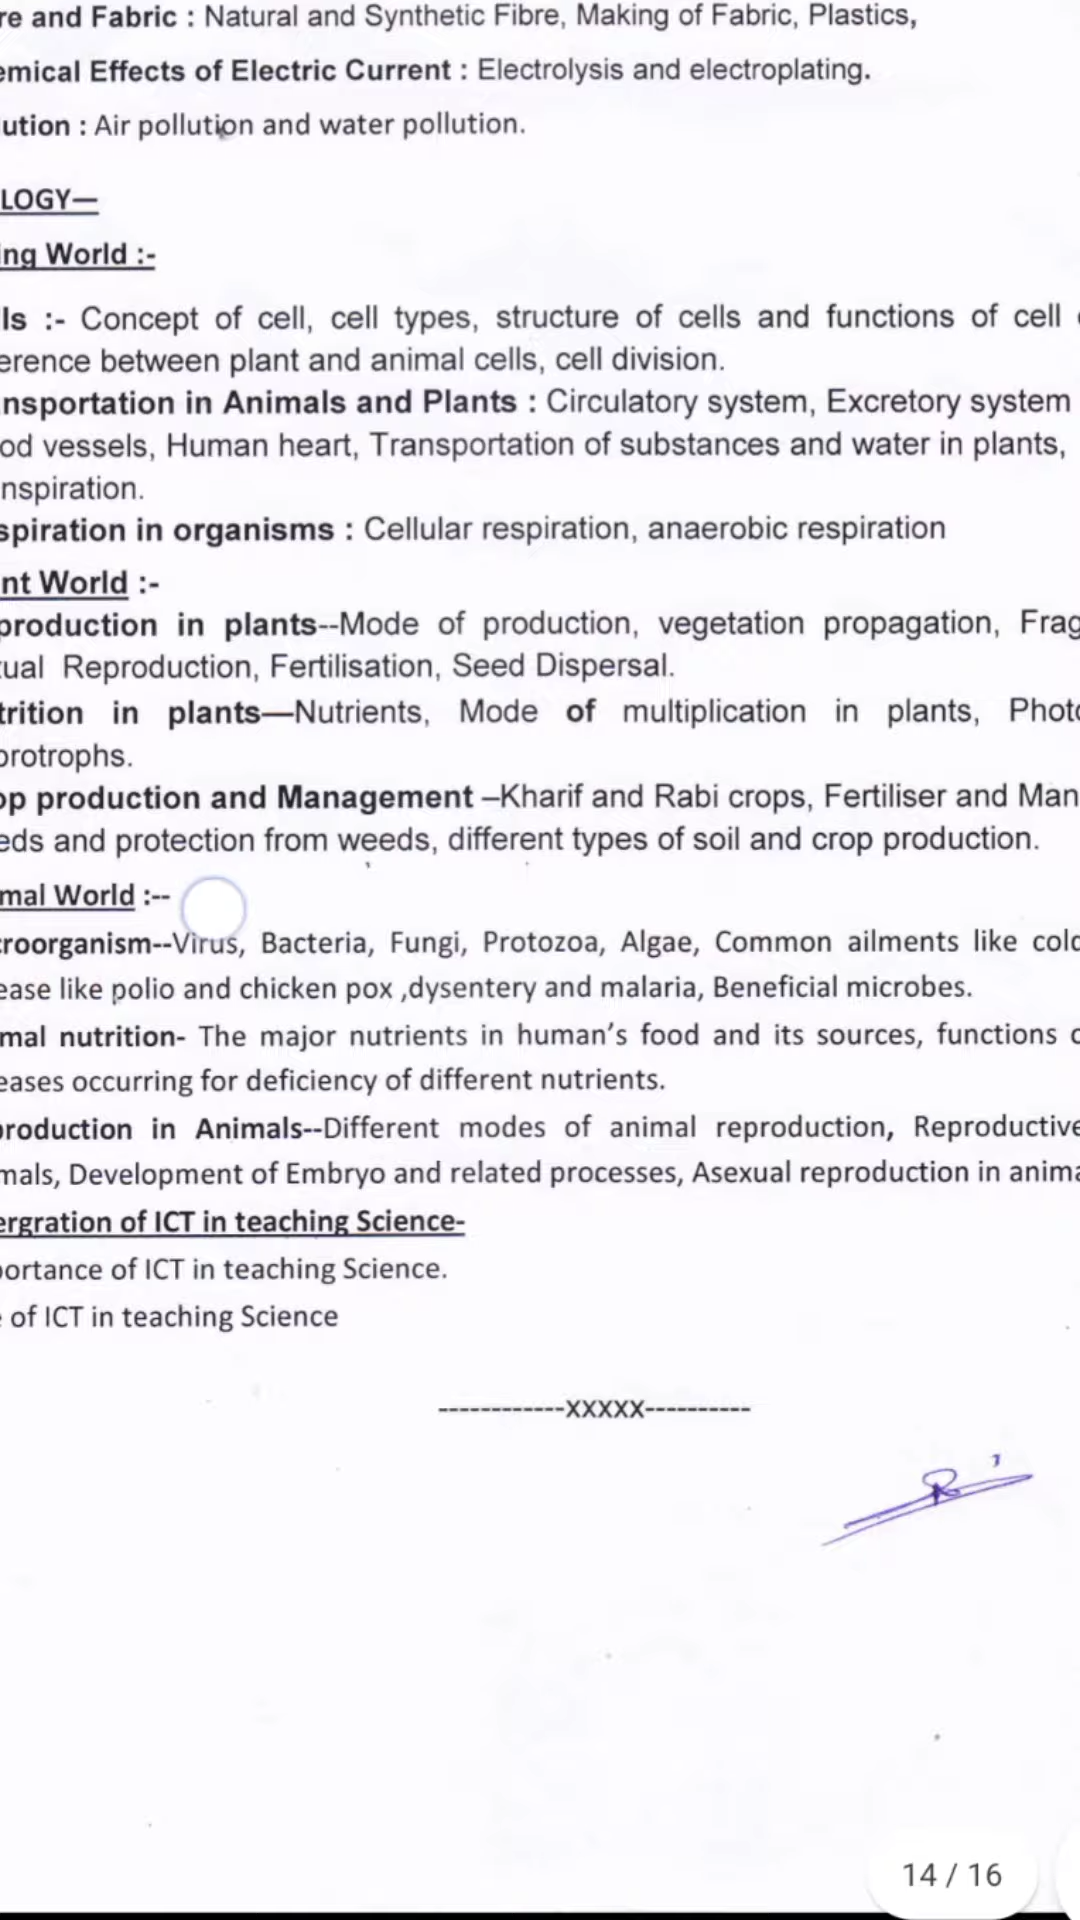 re and Fabric : Natural and Synthetic Fibre, Making of Fabric, Plastics,
emical Effects of Electric Current : Electrolysis and electroplating.
ution : Air pollution and water pollution.
LOGY—
ing World :-
ls :- Concept of cell, cell types, structure of cells and functions of cell
erence between plant and animal cells, cell division.
nsportation in Animals and Plants : Circulatory system, Excretory system
od vessels, Human heart, Transportation of substances and water in plants,
nspiration.
spiration in organisms : Cellular respiration, anaerobic respiration
nt World :-
production in plants--Mode of production, vegetation propagation, Frag
ual Reproduction, Fertilisation, Seed Dispersal.
trition in plants—Nutrients, Mode of multiplication in plants, Photo
protrophs.
op production and Management –Kharif and Rabi crops, Fertiliser and Man
eds and protection from weeds, different types of soil and crop production.
mal World :--
croorganism--Virus, Bacteria, Fungi, Protozoa, Algae, Common ailments like cold
ease like polio and chicken pox ,dysentery and malaria, Beneficial microbes.
mal nutrition- The major nutrients in human's food and its sources, functions
eases occurring for deficiency of different nutrients.
production in Animals--Different modes of animal reproduction, Reproductive
mals, Development of Embryo and related processes, Asexual reproduction in anima
ergration of ICT in teaching Science-
portance of ICT in teaching Science.
of ICT in teaching Science
------------XXXXX----------
14 / 16